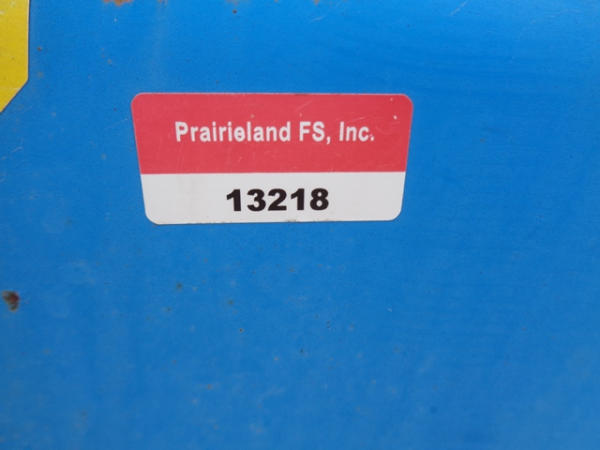 Prairieland FS, Inc.
13218